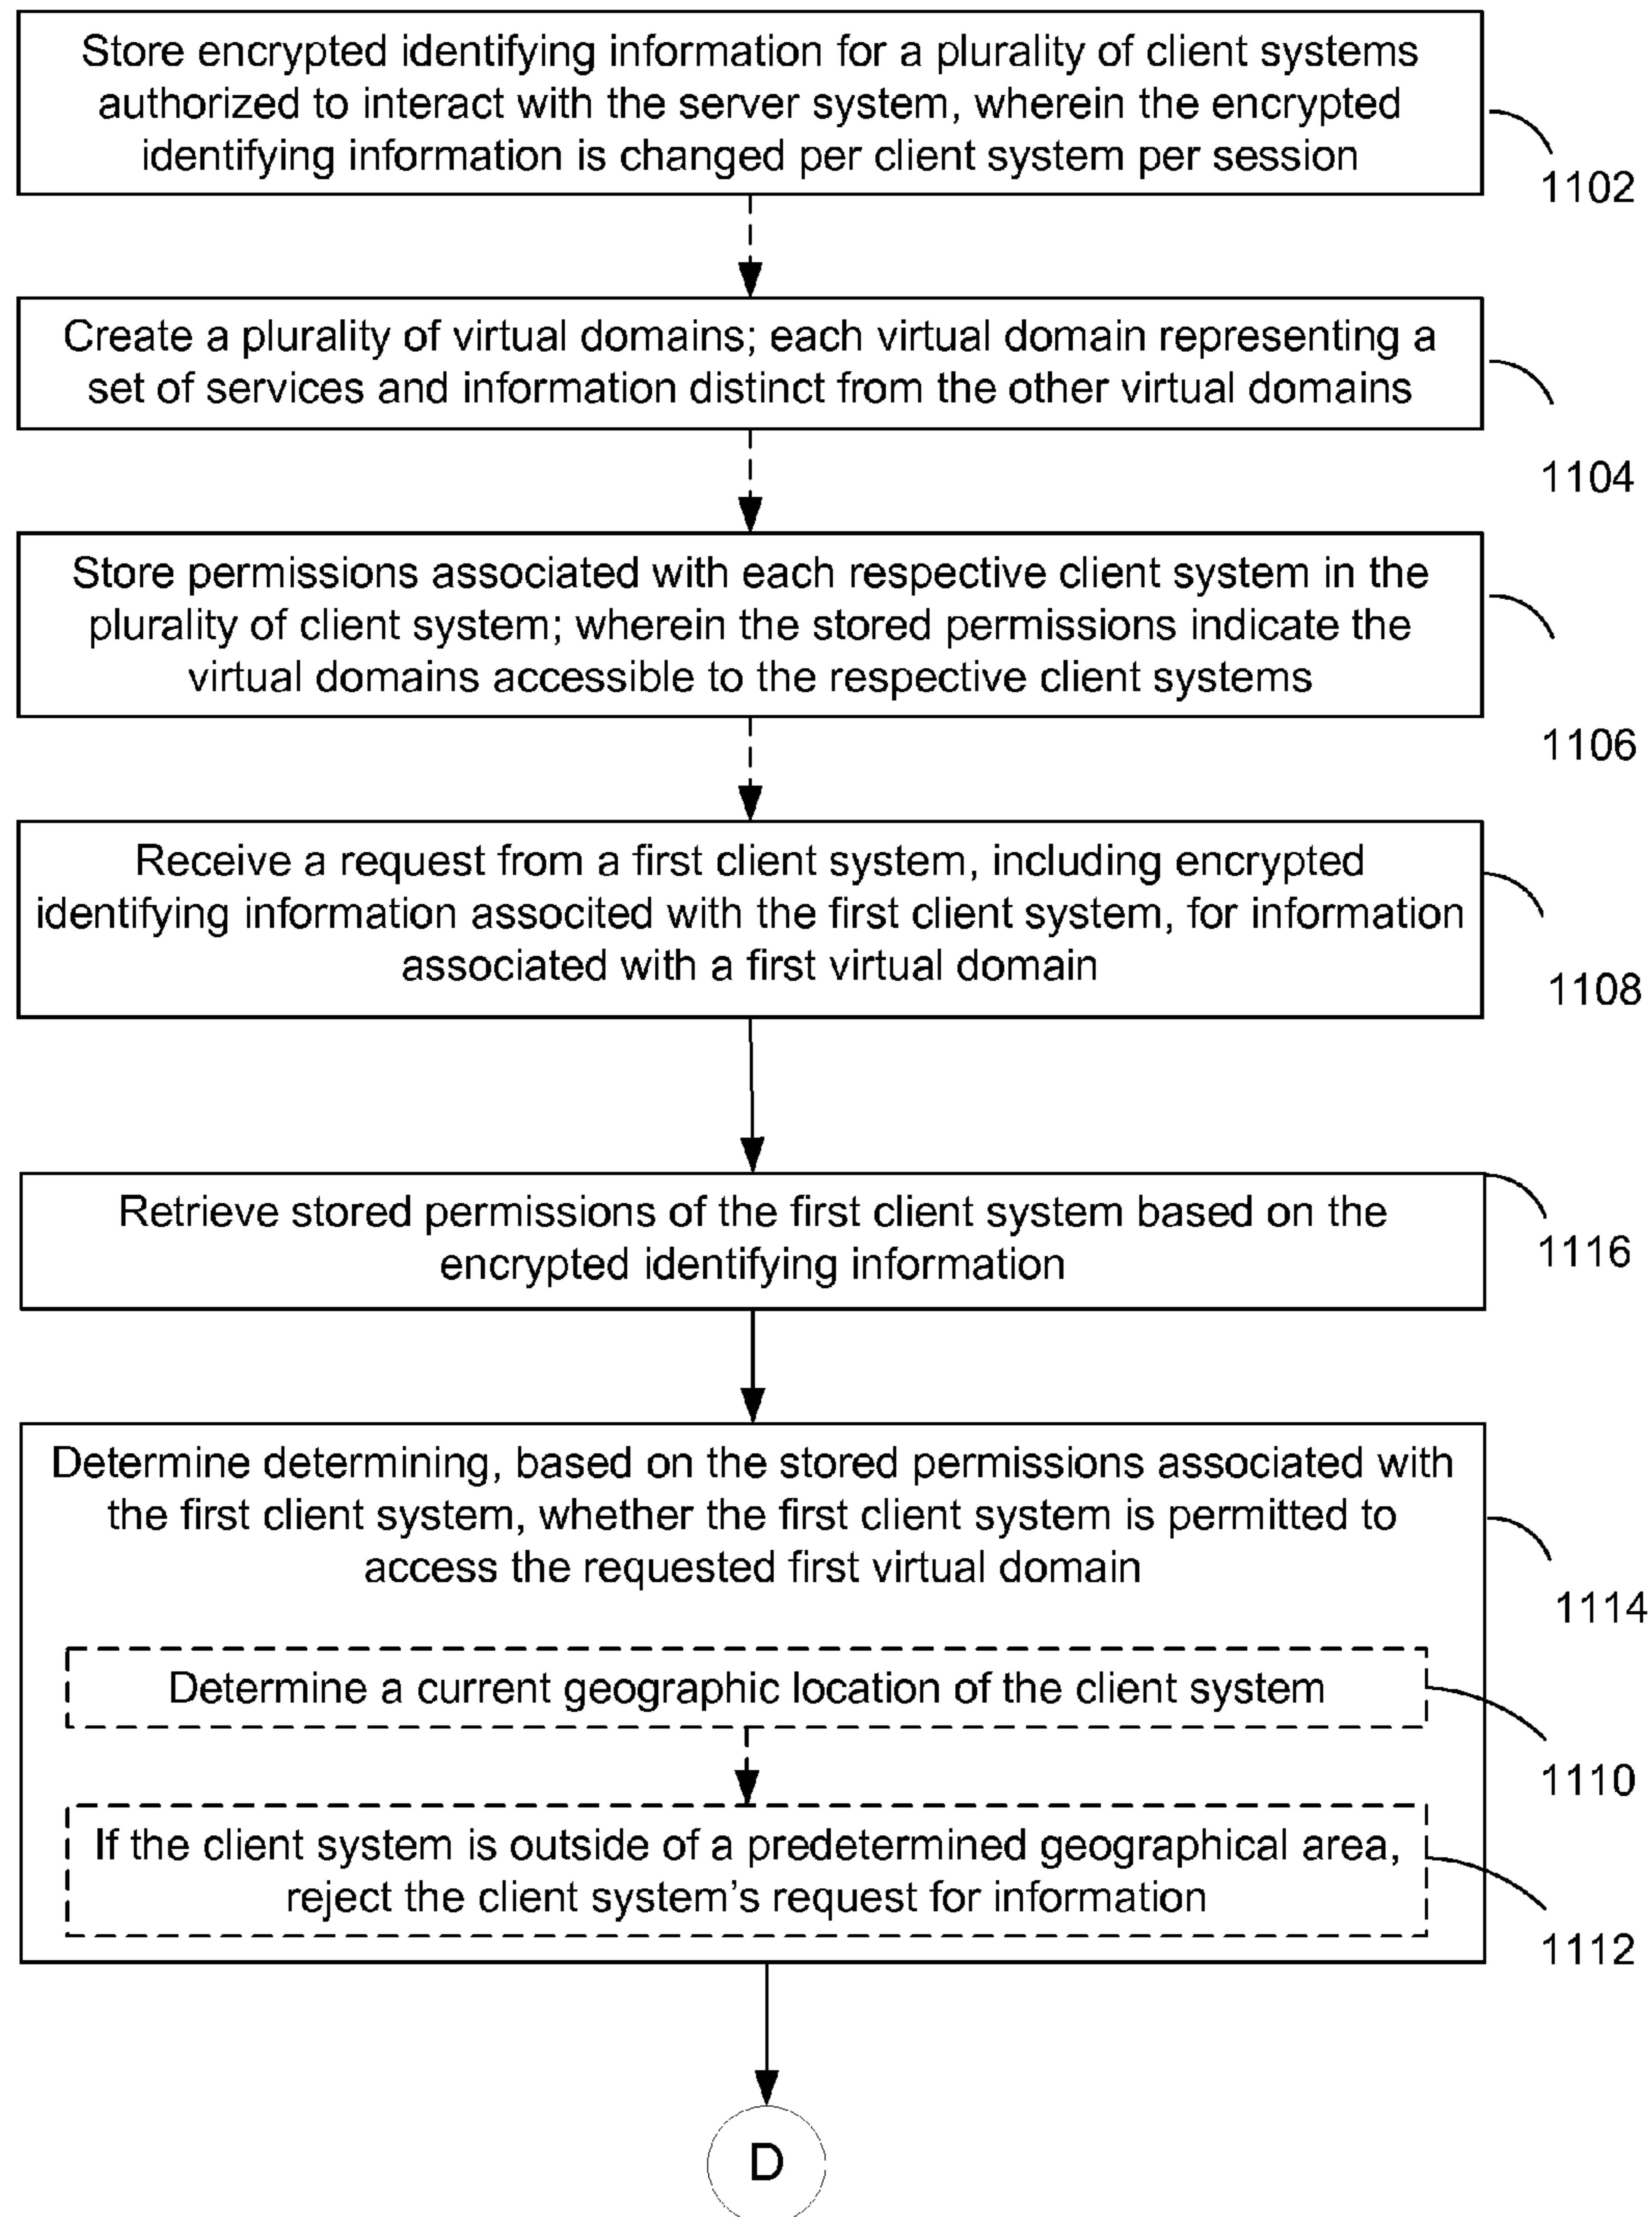 Store encrypted identifying information for a plurality of client systems
authorized to interact with the server system, wherein the encrypted
identifying information is changed per client system per session
1102
Create a plurality of virtual domains; each virtual domain representing a
set of services and information distinct from the other virtual domains
1104
Store permissions associated with each respective client system in the
plurality of client system; wherein the stored permissions indicate the
virtual domains accessible to the respective client systems
1106
Receive a request from a first client system, including encrypted
identifying information associted with the first client system, for information
associated with a first virtual domain
1108
Retrieve stored permissions of the first client system based on the
encrypted identifying information
1116
Determine determining, based on the stored permissions associated with
the first client system, whether the first client system is permitted to
access the requested first virtual domain
1114
Determine a current geographic location of the client system
1110
If the client system is outside of a predetermined geographical area,
reject the client system’s request for information
1112
D